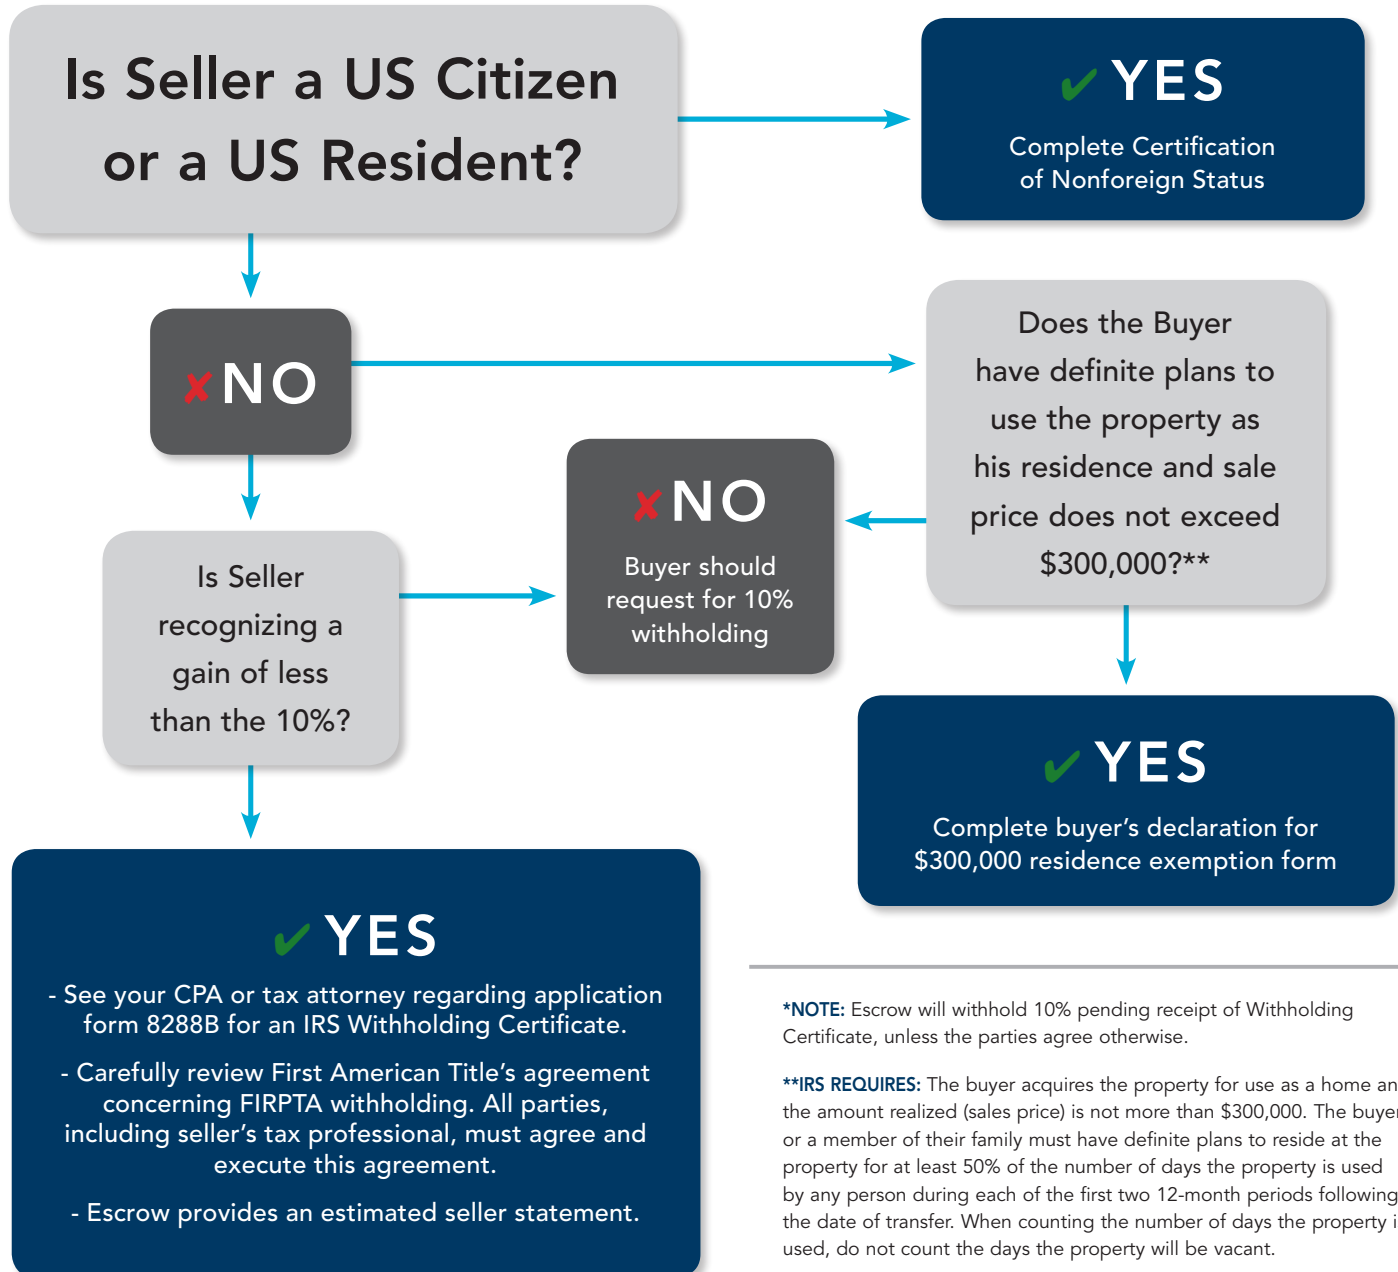 Is Seller a US Citizen
or a US Resident?
✔ YES
Complete Certification
of Nonforeign Status
✘ NO
Does the Buyer
have definite plans to
use the property as
his residence and sale
price does not exceed
$300,000?**
✘ NO
Buyer should
request for 10%
withholding
Is Seller
recognizing a
gain of less
than the 10%?
✔ YES
Complete buyer’s declaration for
$300,000 residence exemption form
✔ YES
- See your CPA or tax attorney regarding application
form 8288B for an IRS Withholding Certificate.
- Carefully review First American Title’s agreement
concerning FIRPTA withholding. All parties,
including seller’s tax professional, must agree and
execute this agreement.
- Escrow provides an estimated seller statement.
*NOTE: Escrow will withhold 10% pending receipt of Withholding
Certificate, unless the parties agree otherwise.
**IRS REQUIRES: The buyer acquires the property for use as a home an
the amount realized (sales price) is not more than $300,000. The buyer
or a member of their family must have definite plans to reside at the
property for at least 50% of the number of days the property is used
by any person during each of the first two 12-month periods following
the date of transfer. When counting the number of days the property i
used, do not count the days the property will be vacant.